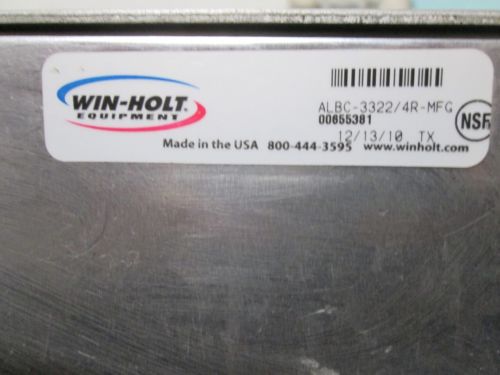 WIN-HOLT
EQUIPMENT
ALBC-3322/4R-MFG
00655381
12/13/10 TX
NSF
Made in the USA 800-444-3595 www.winholt.com